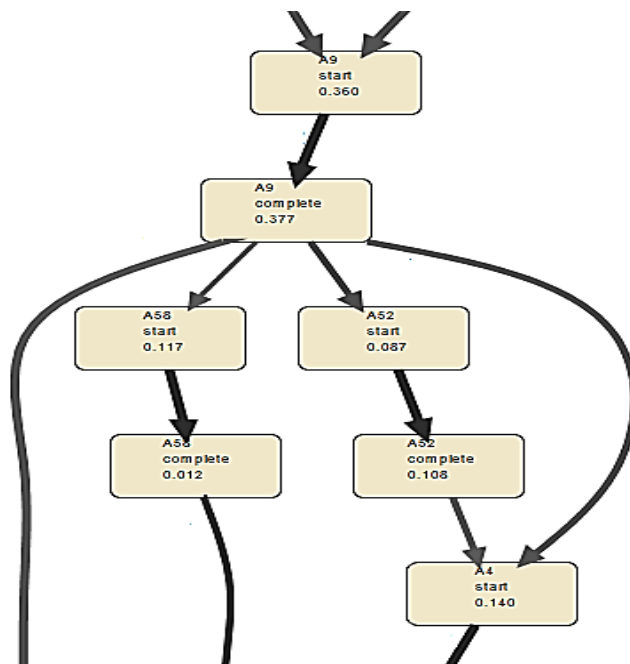 A9
start
0.360
A9
complete
0.377
A58
start
0.117
A52
start
0.087
A58
complete
0.012
A52
complete
0.108
A4
start
0.140